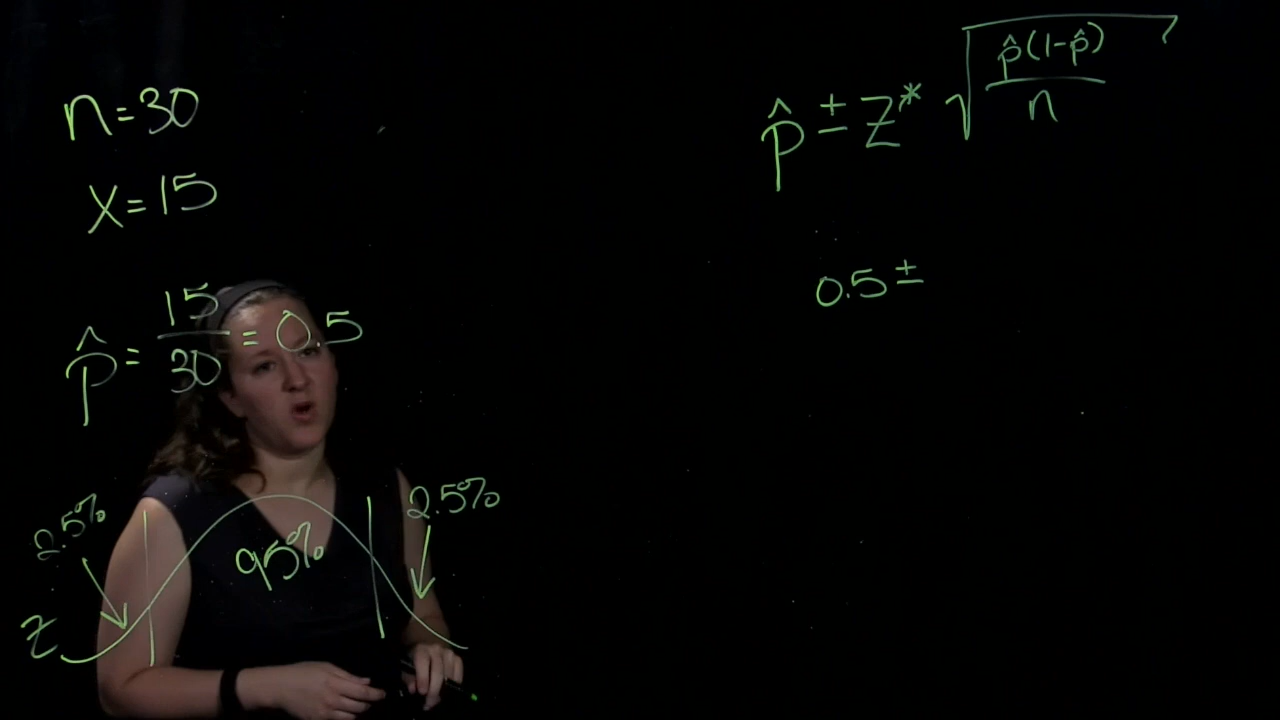 n=30
x=15
p̂ = 15/30 = 0.5
2.5%
95%
2.5%
z
p̂ ± z* √(p̂(1-p̂)/n)
0.5 ±